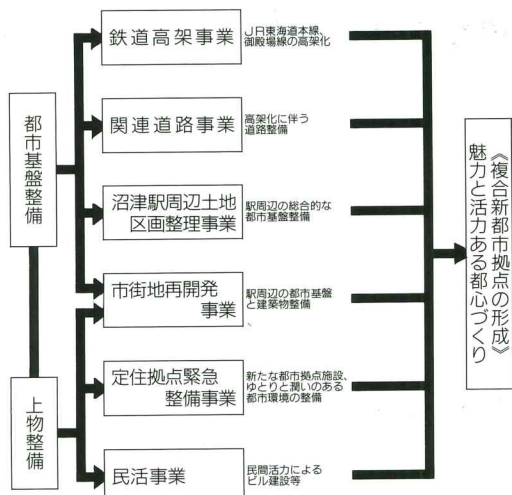 都市基盤整備
上物整備
鉄道高架事業
JR東海道本線、
御殿場線の高架化
関連道路事業
高架化に伴う
道路整備
沼津駅周辺土地
区画整理事業
駅周辺の総合的な
都市基盤整備
市街地再開発
事業
駅周辺の都市基盤
と建築物整備
定住拠点緊急
整備事業
新たな都市拠点施設、
ゆとりと潤いのある
都市環境の整備
民活事業
民間活力による
ビル建設等
《複合新都市拠点の形成》
魅力と活力ある都心づくり